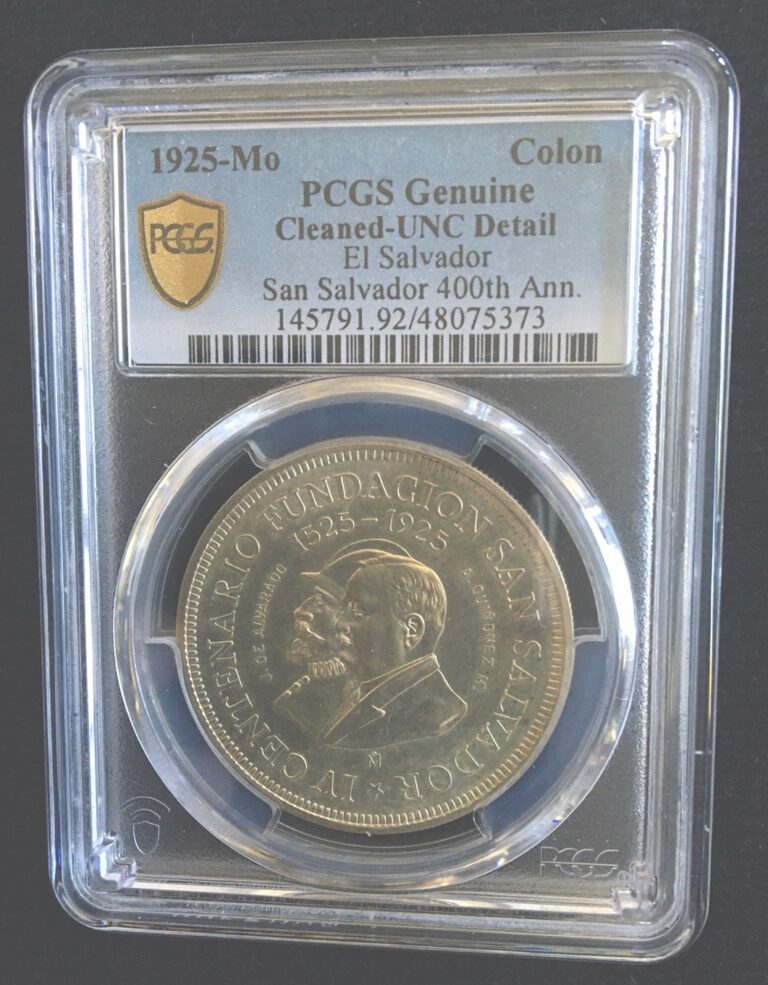 1925-Mo Colon
PCGS Genuine
PCGS
Cleaned-UNC Detail
El Salvador
San Salvador 400th Ann.
145791.92/48075373
IV CENTENARIO FUNDACION SAN SALVADOR
1525-1925
DE ALVARADO
A. QUIÑONEZ M.
M
PCGS